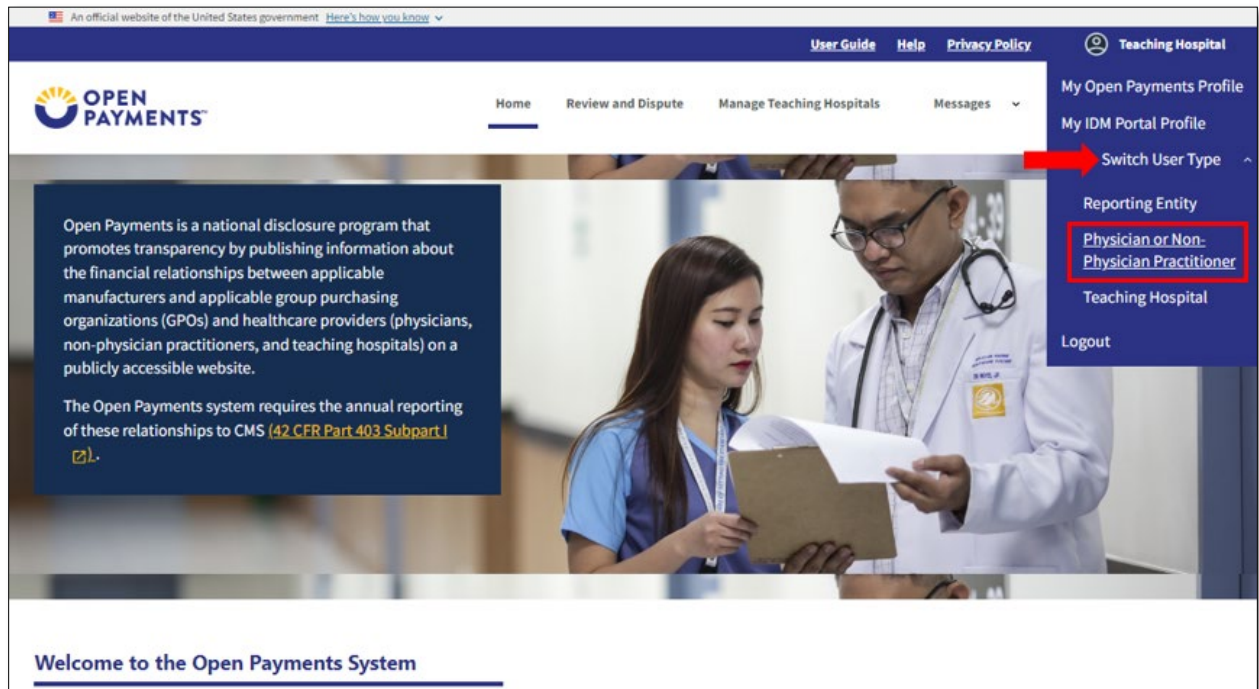 An official website of the United States government Here's how you know
User Guide Help Privacy Policy Teaching Hospital
OPEN
PAYMENTS™
Home Review and Dispute Manage Teaching Hospitals Messages
My Open Payments Profile
My IDM Portal Profile
Switch User Type
Reporting Entity
Physician or Non-
Physician Practitioner
Teaching Hospital
Logout
Open Payments is a national disclosure program that
promotes transparency by publishing information about
the financial relationships between applicable
manufacturers and applicable group purchasing
organizations (GPOs) and healthcare providers (physicians,
non-physician practitioners, and teaching hospitals) on a
publicly accessible website.
The Open Payments system requires the annual reporting
of these relationships to CMS (42 CFR Part 403 Subpart I
).
Welcome to the Open Payments System